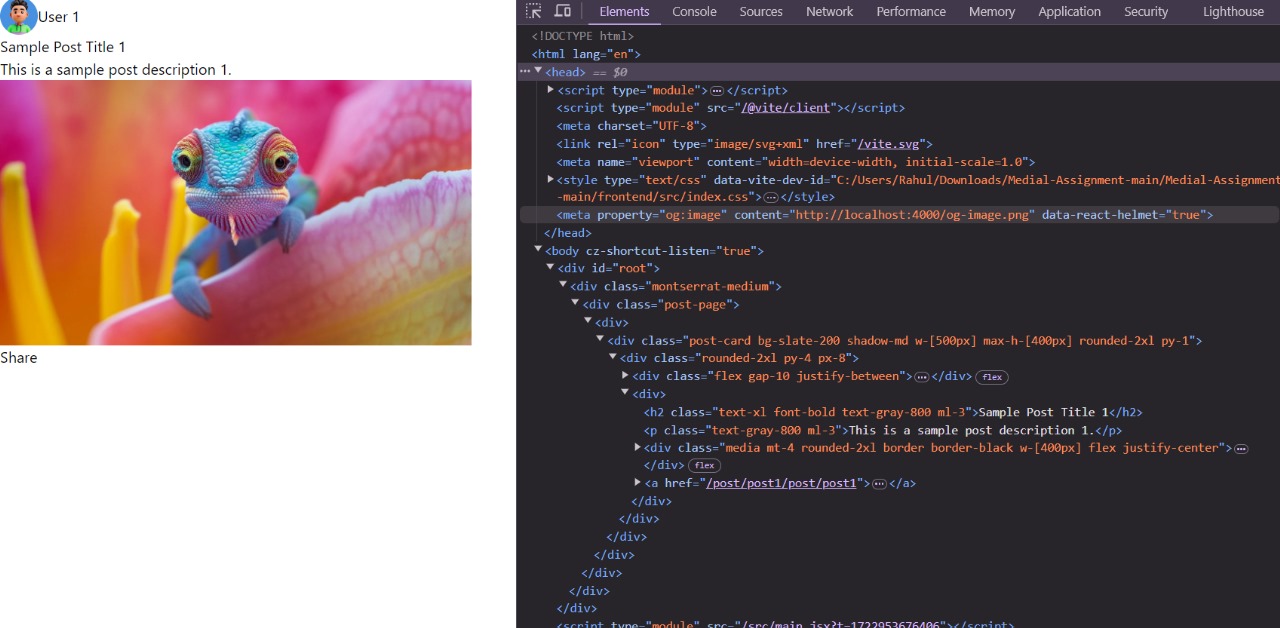 User 1
Sample Post Title 1
This is a sample post description 1.
Share
Elements Console Sources Network Performance Memory Application Security Lighthouse
<!DOCTYPE html>
<html lang="en">
<head> == $0
<script type="module"></script>
<script type="module" src="/@vite/client"></script>
<meta charset="UTF-8">
<link rel="icon" type="image/svg+xml" href="/vite.svg">
<meta name="viewport" content="width=device-width, initial-scale=1.0">
<style type="text/css" data-vite-dev-id="C:/Users/Rahul/Downloads/Medial-Assignment-main/Medial-Assignment
-main/frontend/src/index.css"></style>
<meta property="og:image" content="http://localhost:4000/og-image.png" data-react-helmet="true">
</head>
<body cz-shortcut-listen="true">
<div id="root">
<div class="montserrat-medium">
<div class="post-page">
<div>
<div class="post-card bg-slate-200 shadow-md w-[500px] max-h-[400px] rounded-2xl py-1">
<div class="rounded-2xl py-4 px-8">
<div class="flex gap-10 justify-between"></div> flex
<div>
<h2 class="text-xl font-bold text-gray-800 ml-3">Sample Post Title 1</h2>
<p class="text-gray-800 ml-3">This is a sample post description 1.</p>
<div class="media mt-4 rounded-2xl border border-black w-[400px] flex justify-center">
</div> flex
<a href="/post/post1/post/post1"></a>
</div>
</div>
</div>
</div>
</div>
</div>
</div>
<script type="module" src="/src/main.jsx?t=1722953676406"></script>